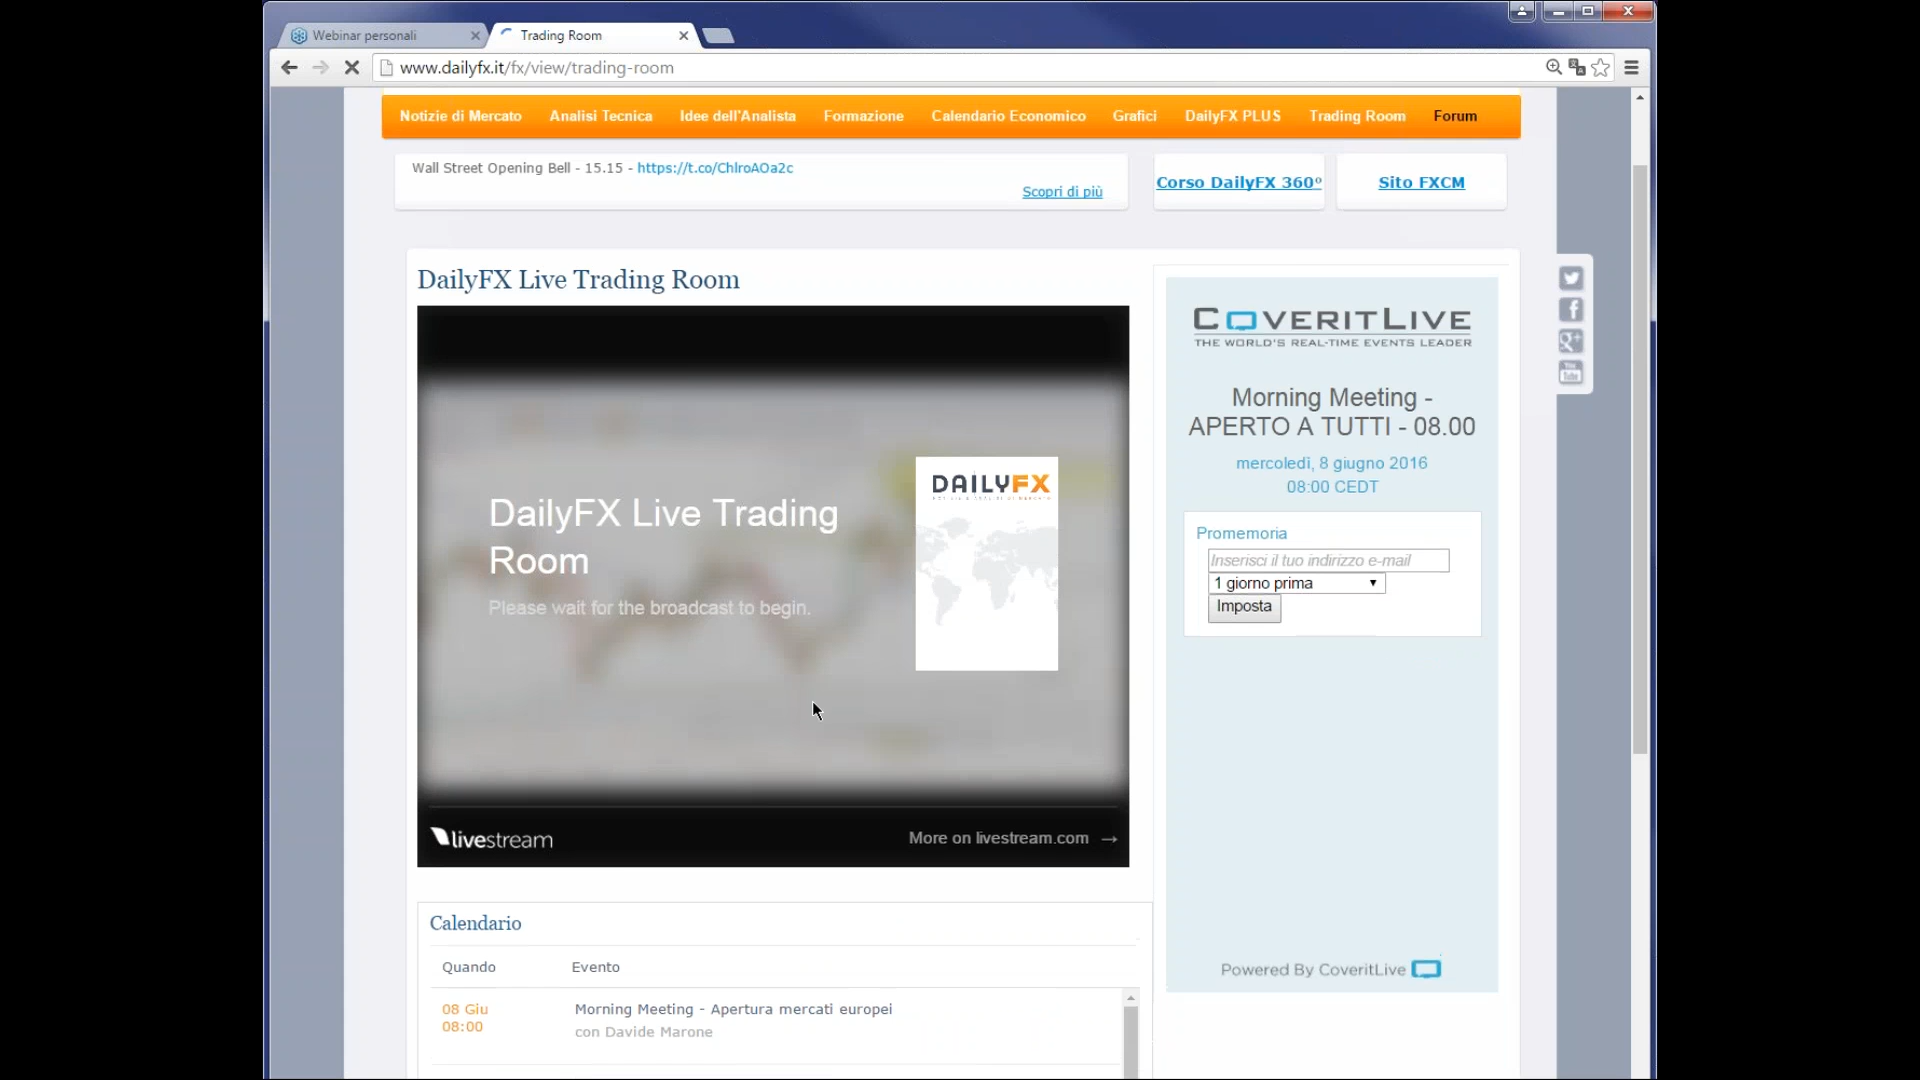 Webinar personali
Trading Room
www.dailyfx.it/fx/view/trading-room
Notizie di Mercato Analisi Tecnica Idee dell'Analista Formazione Calendario Economico Grafici DailyFX PLUS Trading Room Forum
Wall Street Opening Bell - 15.15 - https://t.co/ChlroAOa2c
Scopri di più
Corso DailyFX 360°
Sito FXCM
DailyFX Live Trading Room
DailyFX Live Trading
Room
Please wait for the broadcast to begin.
DAILYFX
livestream
More on livestream.com →
COVERITLIVE
THE WORLD'S REAL-TIME EVENTS LEADER
Morning Meeting -
APERTO A TUTTI - 08.00
mercoledì, 8 giugno 2016
08:00 CEDT
Promemoria
Inserisci il tuo indirizzo e-mail
1 giorno prima
Imposta
Powered By CoveritLive
Calendario
Quando Evento
08 Giu
08:00
Morning Meeting - Apertura mercati europei
con Davide Marone